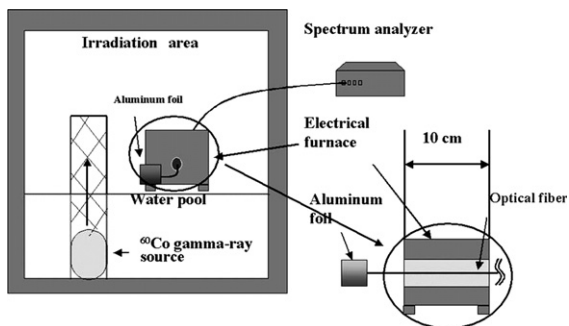 Irradiation area
Spectrum analyzer
Aluminum foil
Electrical
furnace
10 cm
Water pool
Aluminum
foil
Optical fiber
60Co gamma-ray
source